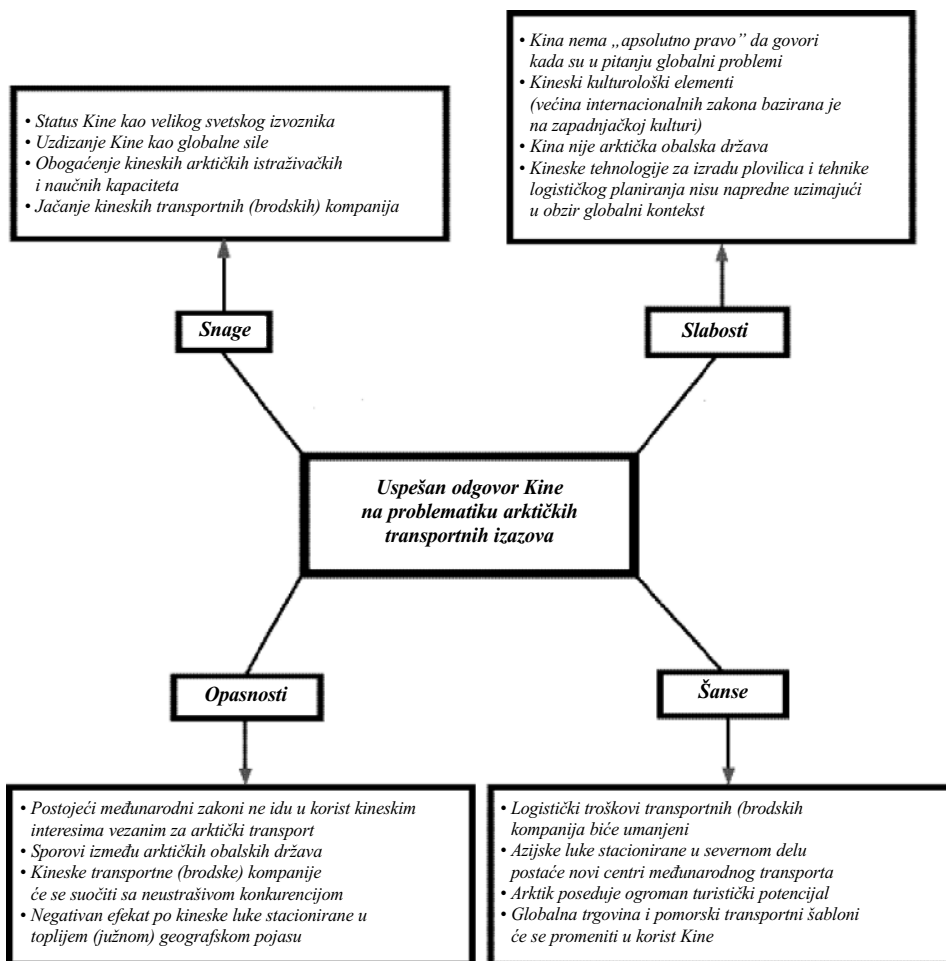 • Status Kine kao velikog svetskog izvoznika
• Uzdizanje Kine kao globalne sile
• Obogaćenje kineskih arktičkih istraživačkih
i naučnih kapaciteta
• Jačanje kineskih transportnih (brodskih) kompanija
• Kina nema „apsolutno pravo” da govori
kada su u pitanju globalni problemi
• Kineski kulturološki elementi
(većina internacionalnih zakona bazirana je
na zapadnjačkoj kulturi)
• Kina nije arktička obalska država
• Kineske tehnologije za izradu plovilica i tehnike
logističkog planiranja nisu napredne uzimajući
u obzir globalni kontekst
Snage
Slabosti
Uspešan odgovor Kine
na problematiku arktičkih
transportnih izazova
Opasnosti
Šanse
• Postojeći međunarodni zakoni ne idu u korist kineskim
interesima vezanim za arktički transport
• Sporovi između arktičkih obalskih država
• Kineske transportne (brodske) kompanije
će se suočiti sa neustrašivom konkurencijom
• Negativan efekat po kineske luke stacionirane u
toplijem (južnom) geografskom pojasu
• Logistički troškovi transportnih (brodskih
kompanija biće umanjeni
• Azijske luke stacionirane u severnom delu
postaće novi centri međunarodnog transporta
• Arktik poseduje ogroman turistički potencijal
• Globalna trgovina i pomorski transportni šabloni
će se promeniti u korist Kine